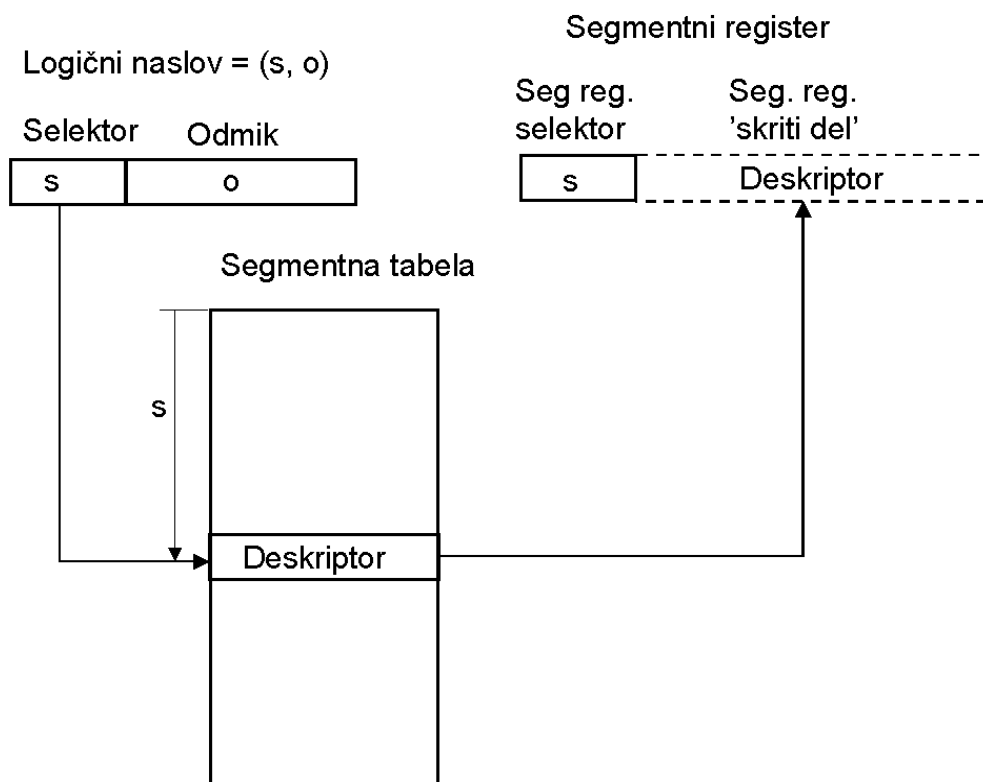 Segmentni register
Logični naslov = (s, o)
Seg reg.
selektor
Seg. reg.
’skriti del’
Selektor
Odmik
s
o
s
Deskriptor
Segmentna tabela
s
Deskriptor